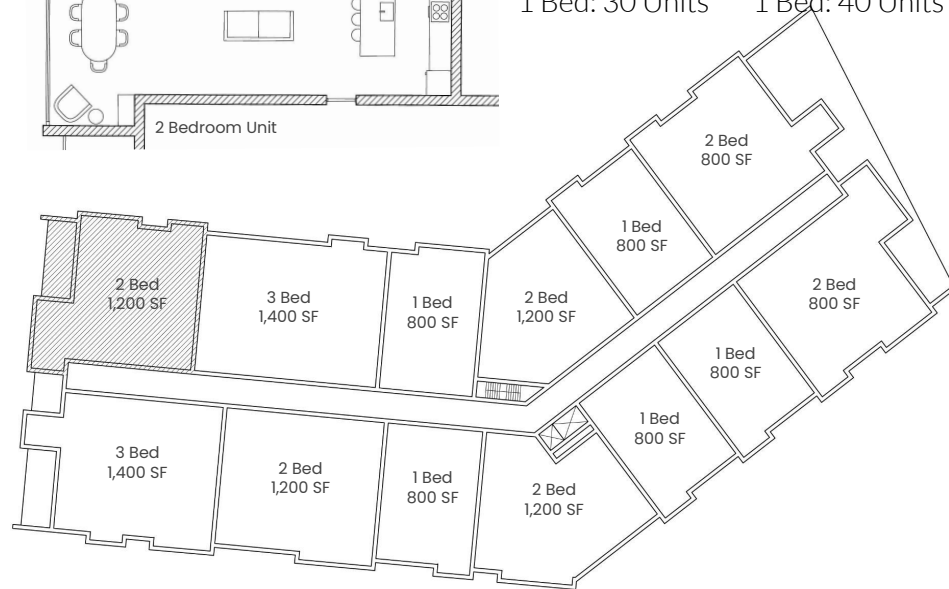 1 Bed: 30 Units
1 Bed: 40 Units
2 Bedroom Unit
2 Bed
800 SF
1 Bed
800 SF
2 Bed
1,200 SF
3 Bed
1,400 SF
1 Bed
800 SF
2 Bed
1,200 SF
2 Bed
800 SF
1 Bed
800 SF
1 Bed
800 SF
3 Bed
1,400 SF
2 Bed
1,200 SF
1 Bed
800 SF
2 Bed
1,200 SF